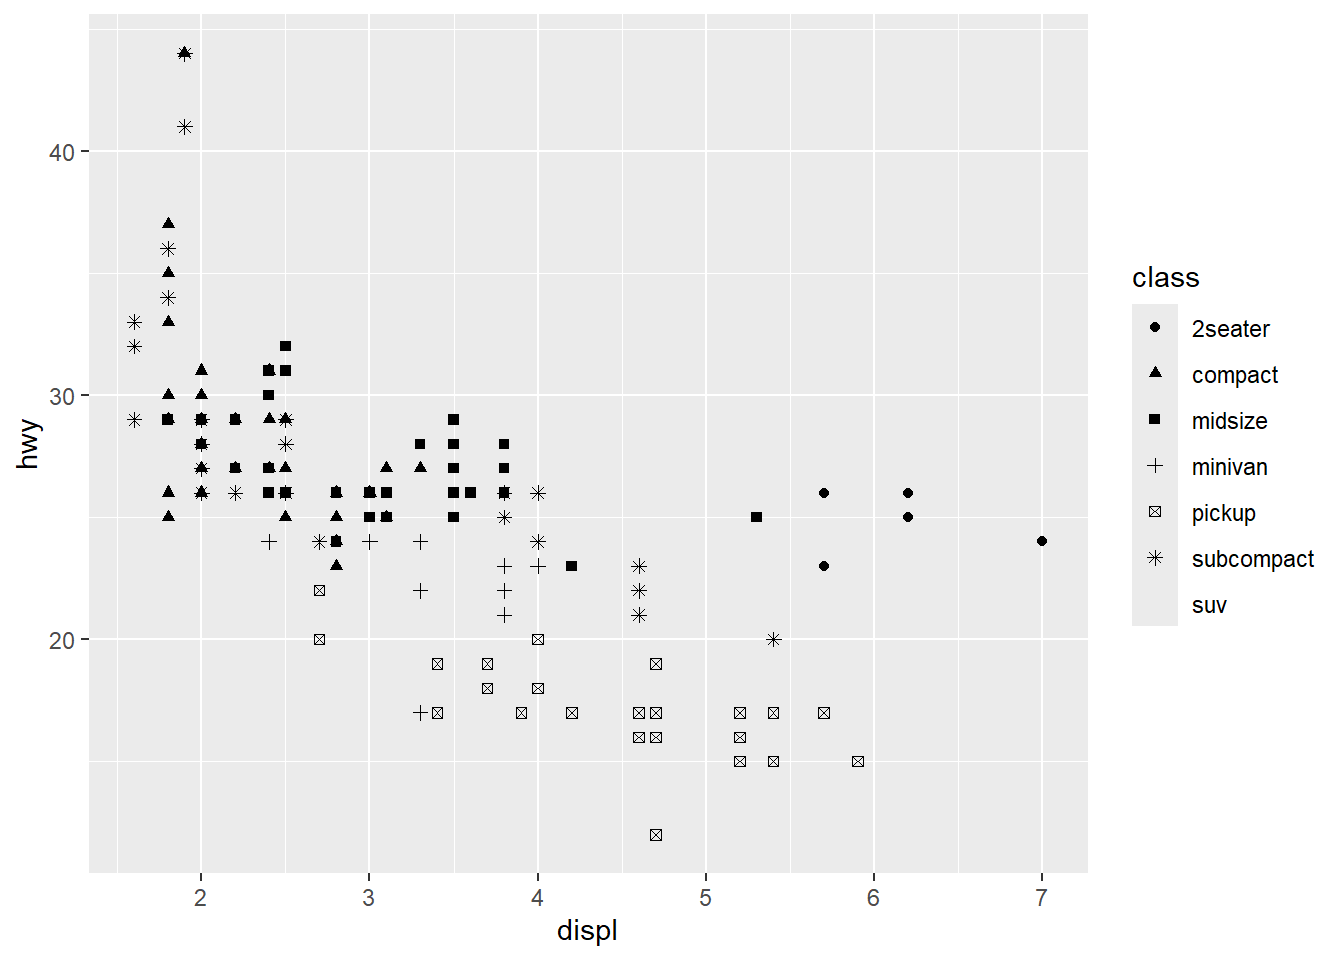 40
30
20
hwy
2
3
4
5
6
7
displ
class
2seater
compact
midsize
minivan
pickup
subcompact
suv